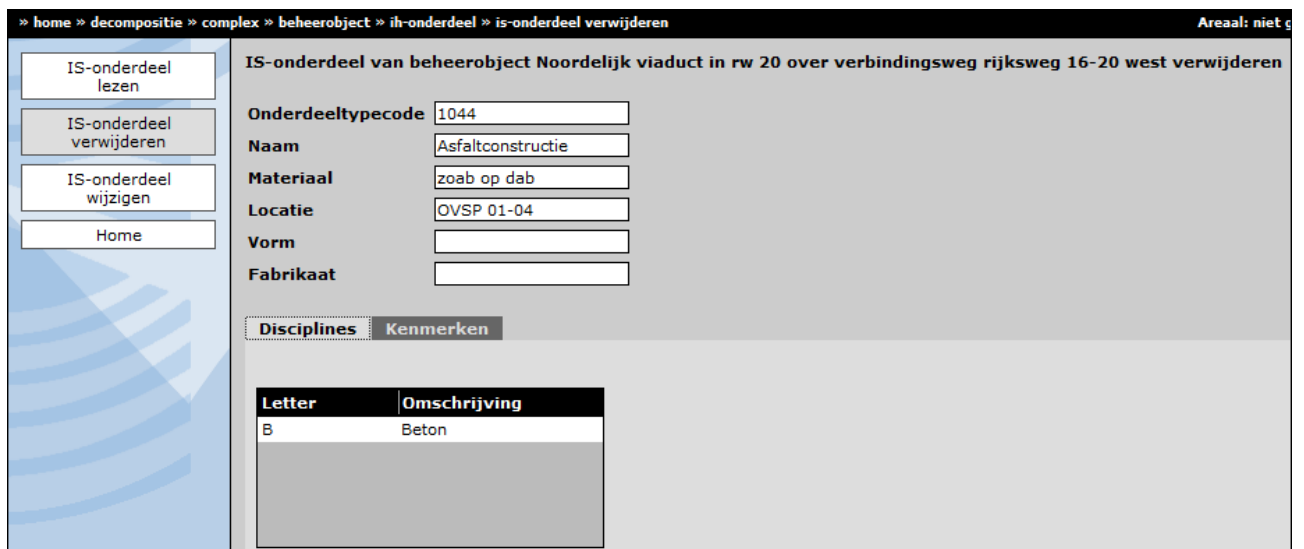 » home » decompositie » complex » beheerobject » ih-onderdeel » is-onderdeel verwijderen Areaal: niet g
IS-onderdeel
lezen
IS-onderdeel
verwijderen
IS-onderdeel
wijzigen
Home
IS-onderdeel van beheerobject Noordelijk viaduct in rw 20 over verbindingsweg rijksweg 16-20 west verwijderen
Onderdeeltypecode 1044
Naam Asfaltconstructie
Materiaal zoab op dab
Locatie OVSP 01-04
Vorm
Fabrikaat
Disciplines Kenmerken
Letter Omschrijving
B Beton